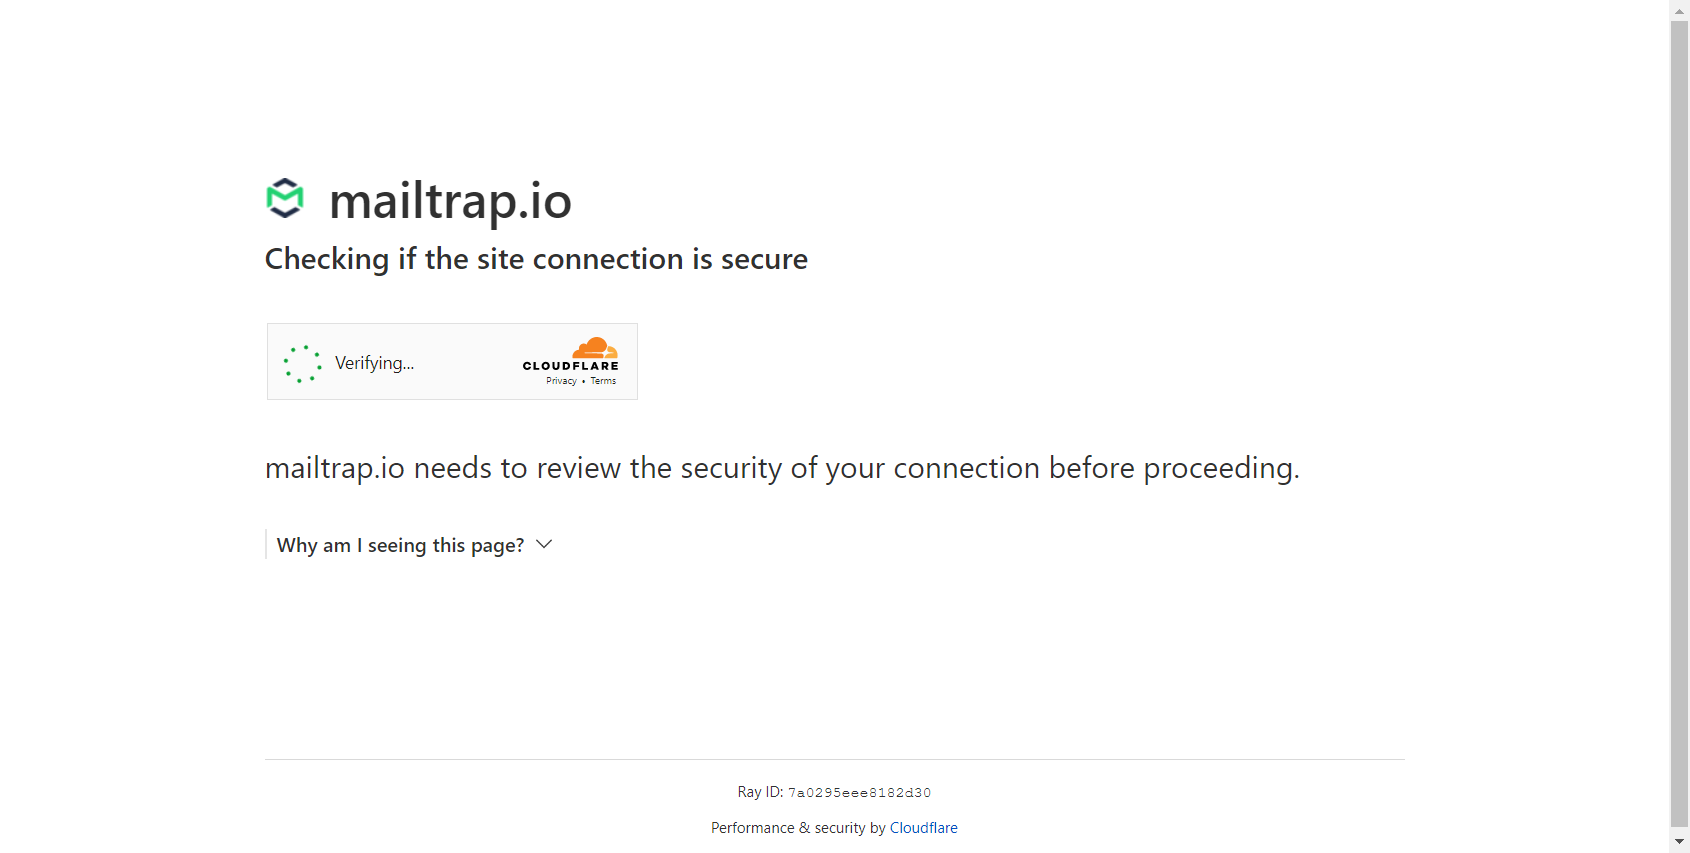 mailtrap.io
Checking if the site connection is secure
Verifying...
CLOUDFLARE
Privacy • Terms
mailtrap.io needs to review the security of your connection before proceeding.
Why am I seeing this page?
Ray ID: 7a0295eee8182d30
Performance & security by Cloudflare